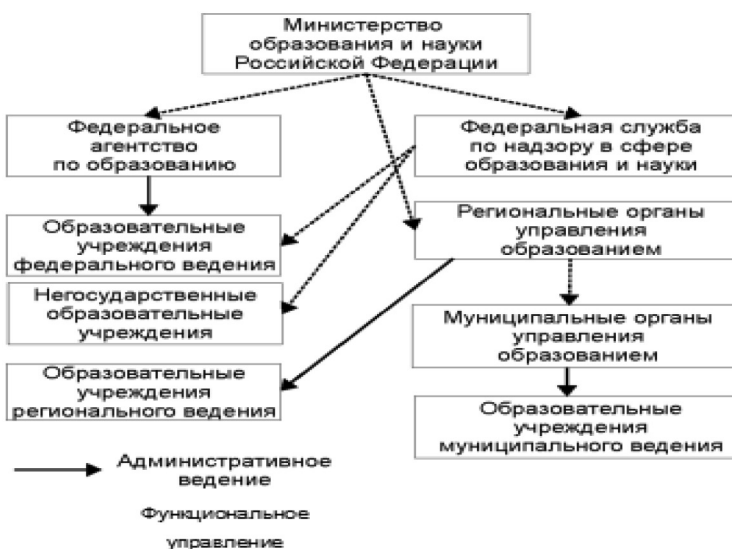 Министерство
образования и науки
Российской Федерации
Федеральное
агентство
по образованию
Федеральная служба
по надзору в сфере
образования и науки
Образовательные
учреждения
федерального ведения
Региональные органы
управления
образованием
Негосударственные
образовательные
учреждения
Муниципальные органы
управления
образованием
Образовательные
учреждения
регионального ведения
Образовательные
учреждения
муниципального ведения
Административное
ведение
Функциональное
управление